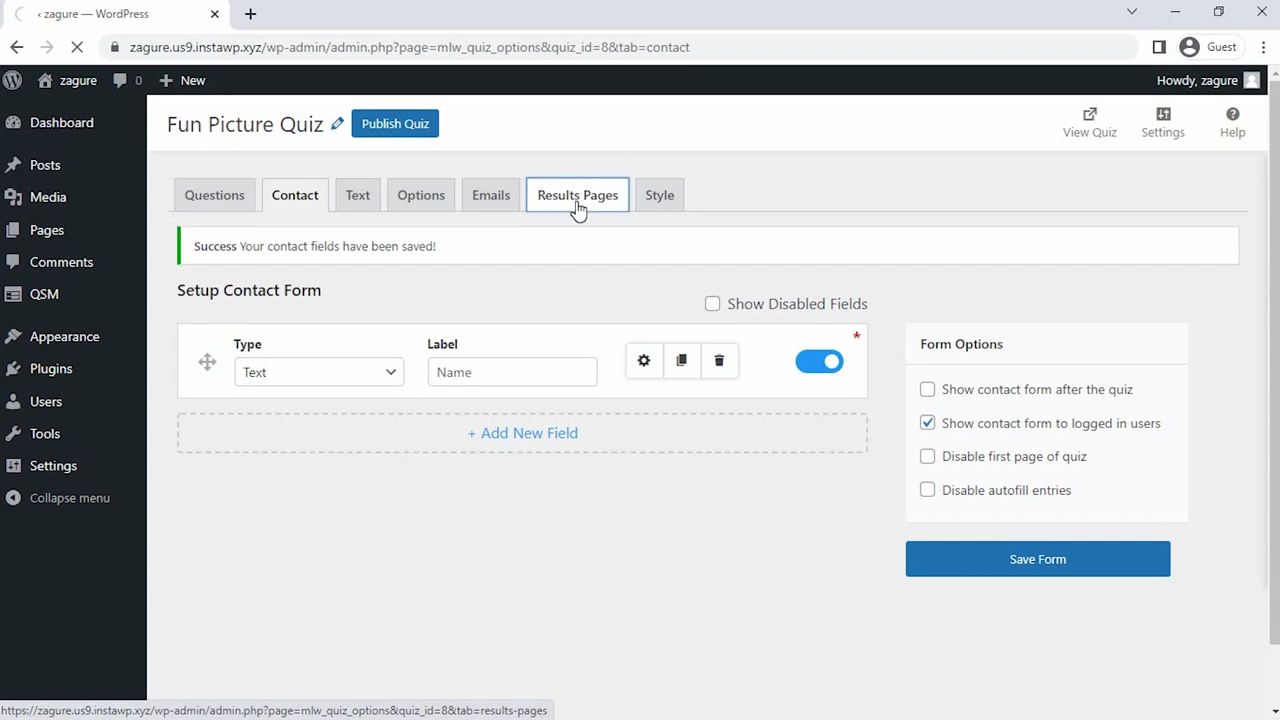 ‹ zagure — WordPress
zagure.us9.instawp.xyz/wp-admin/admin.php?page=mlw_quiz_options&quiz_id=8&tab=contact
Guest
zagure
0
New
Howdy, zagure
Dashboard
Posts
Media
Pages
Comments
QSM
Appearance
Plugins
Users
Tools
Settings
Collapse menu
Fun Picture Quiz
Publish Quiz
View Quiz
Settings
Help
Questions
Contact
Text
Options
Emails
Results Pages
Style
Success Your contact fields have been saved!
Setup Contact Form
Show Disabled Fields
Type
Label
*
Text
Name
+ Add New Field
Form Options
Show contact form after the quiz
Show contact form to logged in users
Disable first page of quiz
Disable autofill entries
Save Form
https://zagure.us9.instawp.xyz/wp-admin/admin.php?page=mlw_quiz_options&quiz_id=8&tab=results-pages